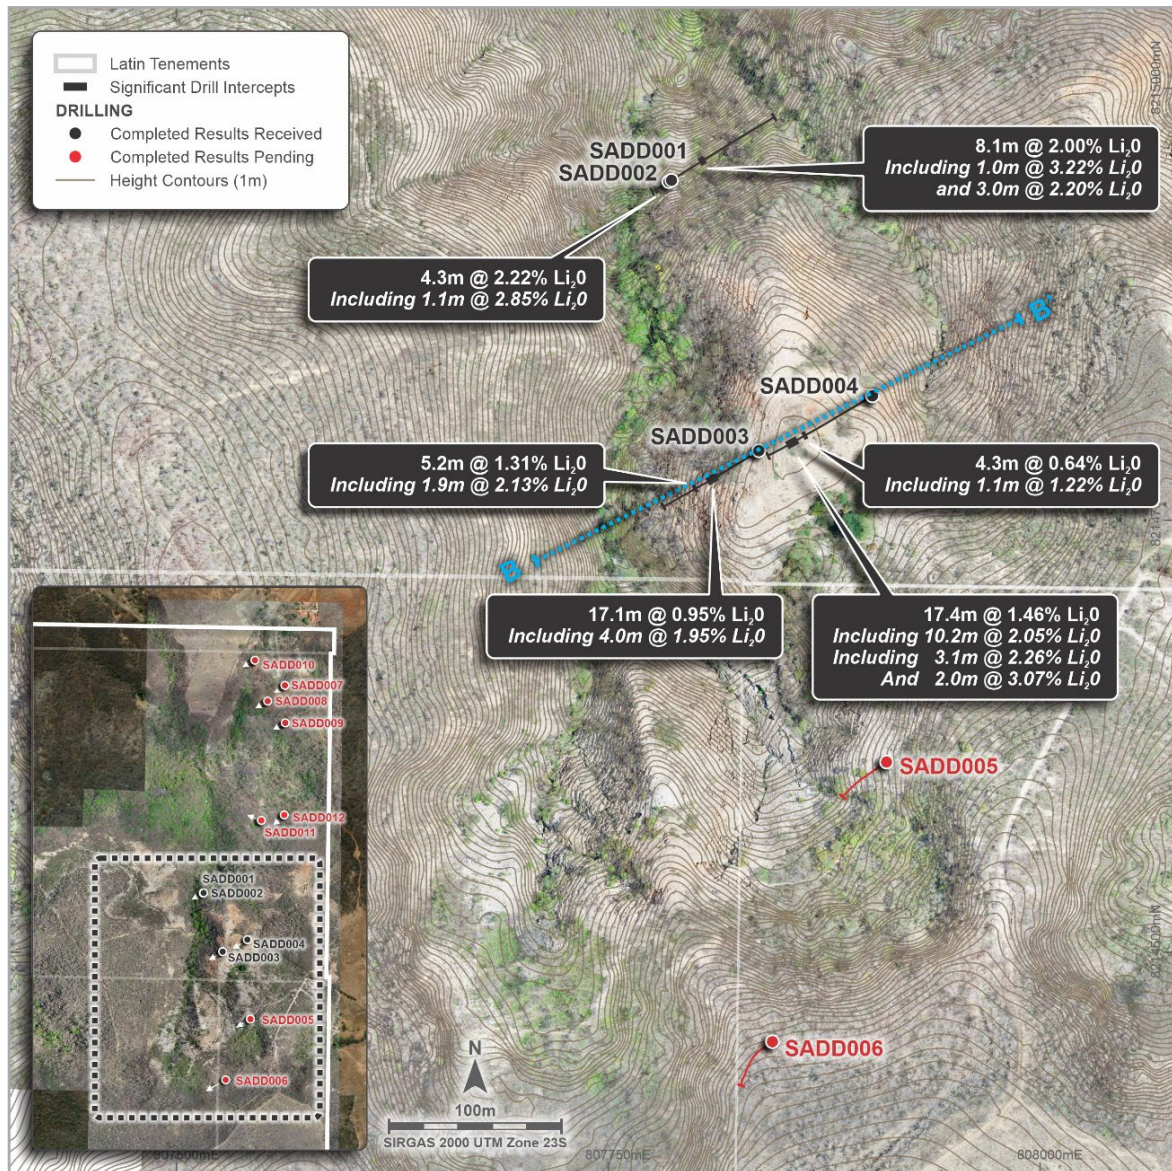 Latin Tenements
Significant Drill Intercepts
DRILLING
Completed Results Received
Completed Results Pending
Height Contours (1m)
8215000mN
SADD001
SADD002
8.1m @ 2.00% Li₂0
Including 1.0m @ 3.22% Li₂0
and 3.0m @ 2.20% Li₂0
4.3m @ 2.22% Li₂0
Including 1.1m @ 2.85% Li₂0
B'
SADD004
SADD003
5.2m @ 1.31% Li₂0
Including 1.9m @ 2.13% Li₂0
4.3m @ 0.64% Li₂0
Including 1.1m @ 1.22% Li₂0
B
17.1m @ 0.95% Li₂0
Including 4.0m @ 1.95% Li₂0
17.4m @ 1.46% Li₂0
Including 10.2m @ 2.05% Li₂0
Including 3.1m @ 2.26% Li₂0
And 2.0m @ 3.07% Li₂0
SADD010
SADD007
SADD008
SADD009
SADD012
SADD011
SADD001
SADD002
SADD004
SADD003
SADD005
SADD006
SADD005
SADD006
N
100m
SIRGAS 2000 UTM Zone 23S
807500mE
807750mE
808000mE